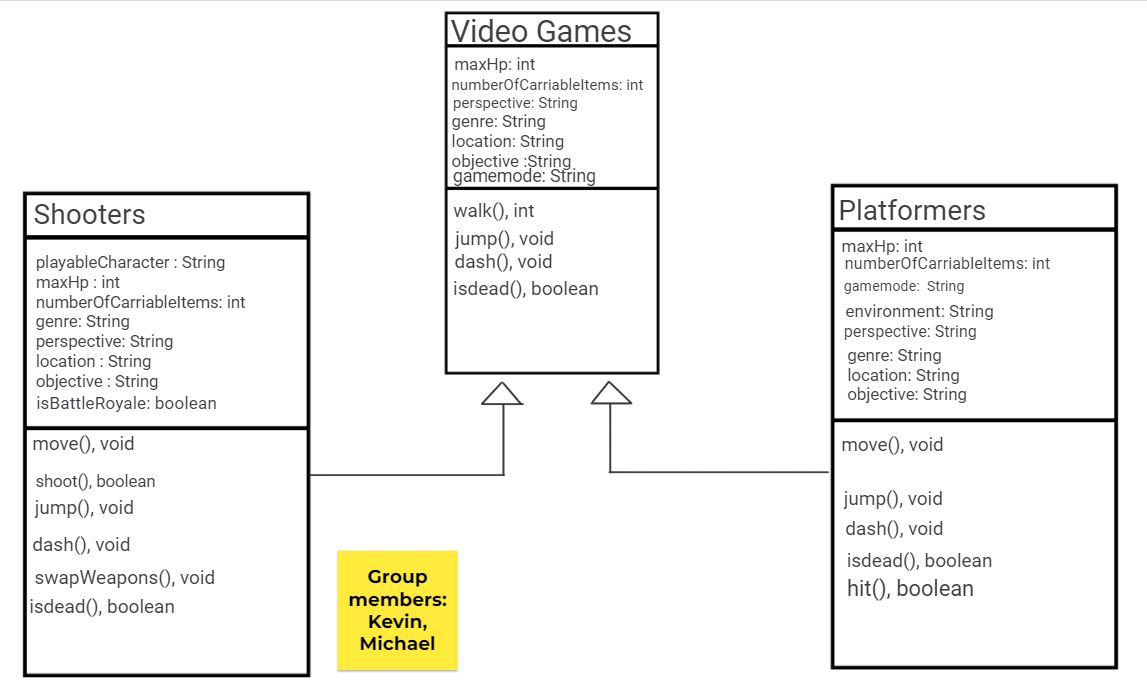 Video Games
maxHp: int
numberOfCarriableItems: int
perspective: String
genre: String
location: String
objective :String
gamemode: String
walk(), int
jump(), void
dash(), void
isdead(), boolean
Shooters
playableCharacter : String
maxHp : int
numberOfCarriableItems: int
genre: String
perspective: String
location : String
objective : String
isBattleRoyale: boolean
move(), void
shoot(), boolean
jump(), void
dash(), void
swapWeapons(), void
isdead(), boolean
Platformers
maxHp: int
numberOfCarriableItems: int
gamemode: String
environment: String
perspective: String
genre: String
location: String
objective: String
move(), void
jump(), void
dash(), void
isdead(), boolean
hit(), boolean
Group
members:
Kevin,
Michael